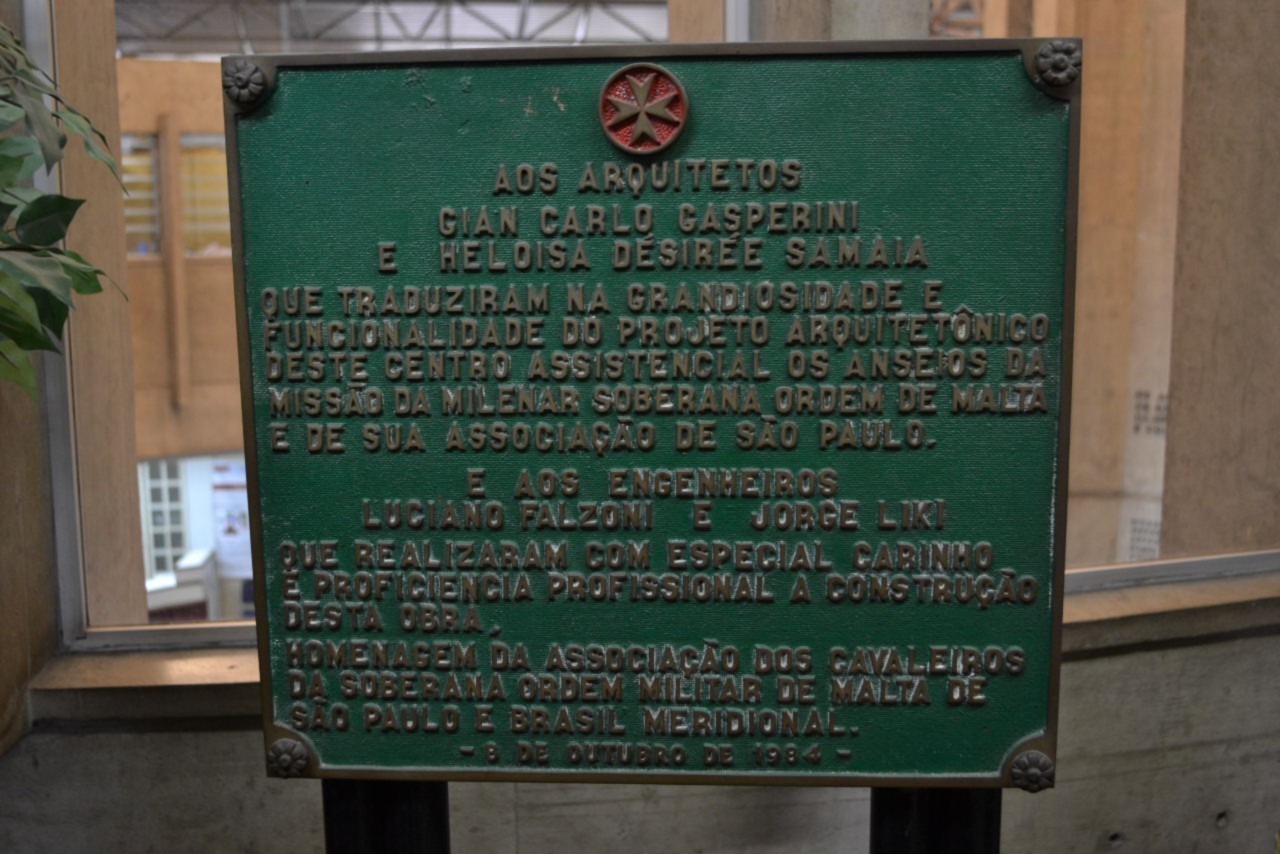 AOS ARQUITETOS
GIAN CARLO GASPERINI
E HELOISA DÉSIRÉE SAMAIA
QUE TRADUZIRAM NA GRANDIOSIDADE E
FUNCIONALIDADE DO PROJETO ARQUITETÔNICO
DESTE CENTRO ASSISTENCIAL OS ANSEIOS DA
MISSÃO DA MILENAR SOBERANA ORDEM DE MALTA
E DE SUA ASSOCIAÇÃO DE SÃO PAULO.
E AOS ENGENHEIROS
LUCIANO FALZONI E JORGE LIKI
QUE REALIZARAM COM ESPECIAL CARINHO
E PROFICIENCIA PROFISSIONAL A CONSTRUÇÃO
DESTA OBRA,
HOMENAGEM DA ASSOCIAÇÃO DOS CAVALEIROS
DA SOBERANA ORDEM MILITAR DE MALTA DE
SÃO PAULO E BRASIL MERIDIONAL.
- 8 DE OUTUBRO DE 1984 -